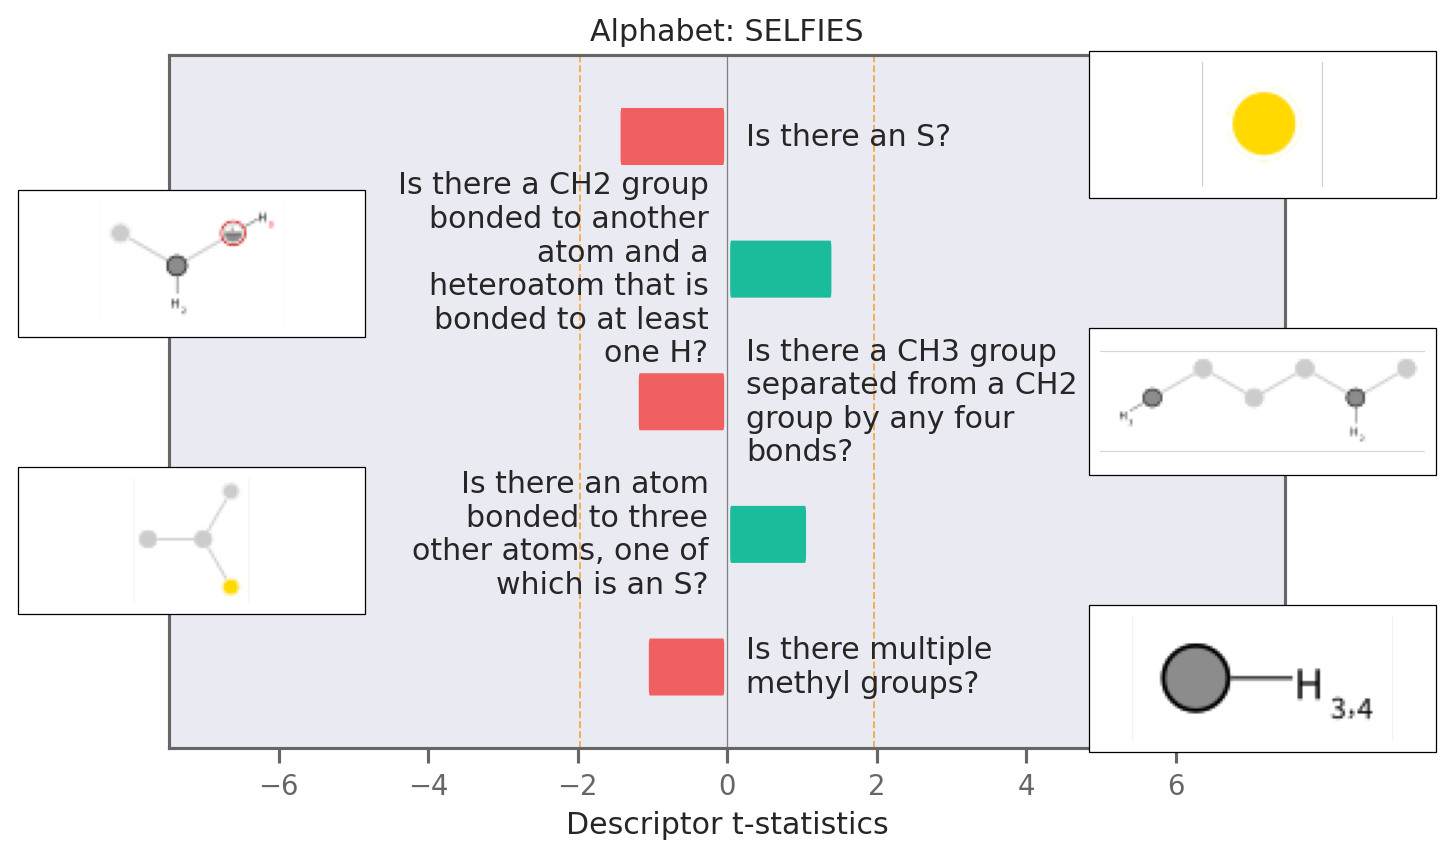 Alphabet: SELFIES
Is there an S?
Is there a CH2 group
bonded to another
atom and a
heteroatom that is
bonded to at least
one H?
H
H
2
Is there a CH3 group
separated from a CH2
group by any four
bonds?
H
3
H
2
Is there an atom
bonded to three
other atoms, one of
which is an S?
Is there multiple
methyl groups?
H 3,4
−6 −4 −2 0 2 4 6
Descriptor t-statistics